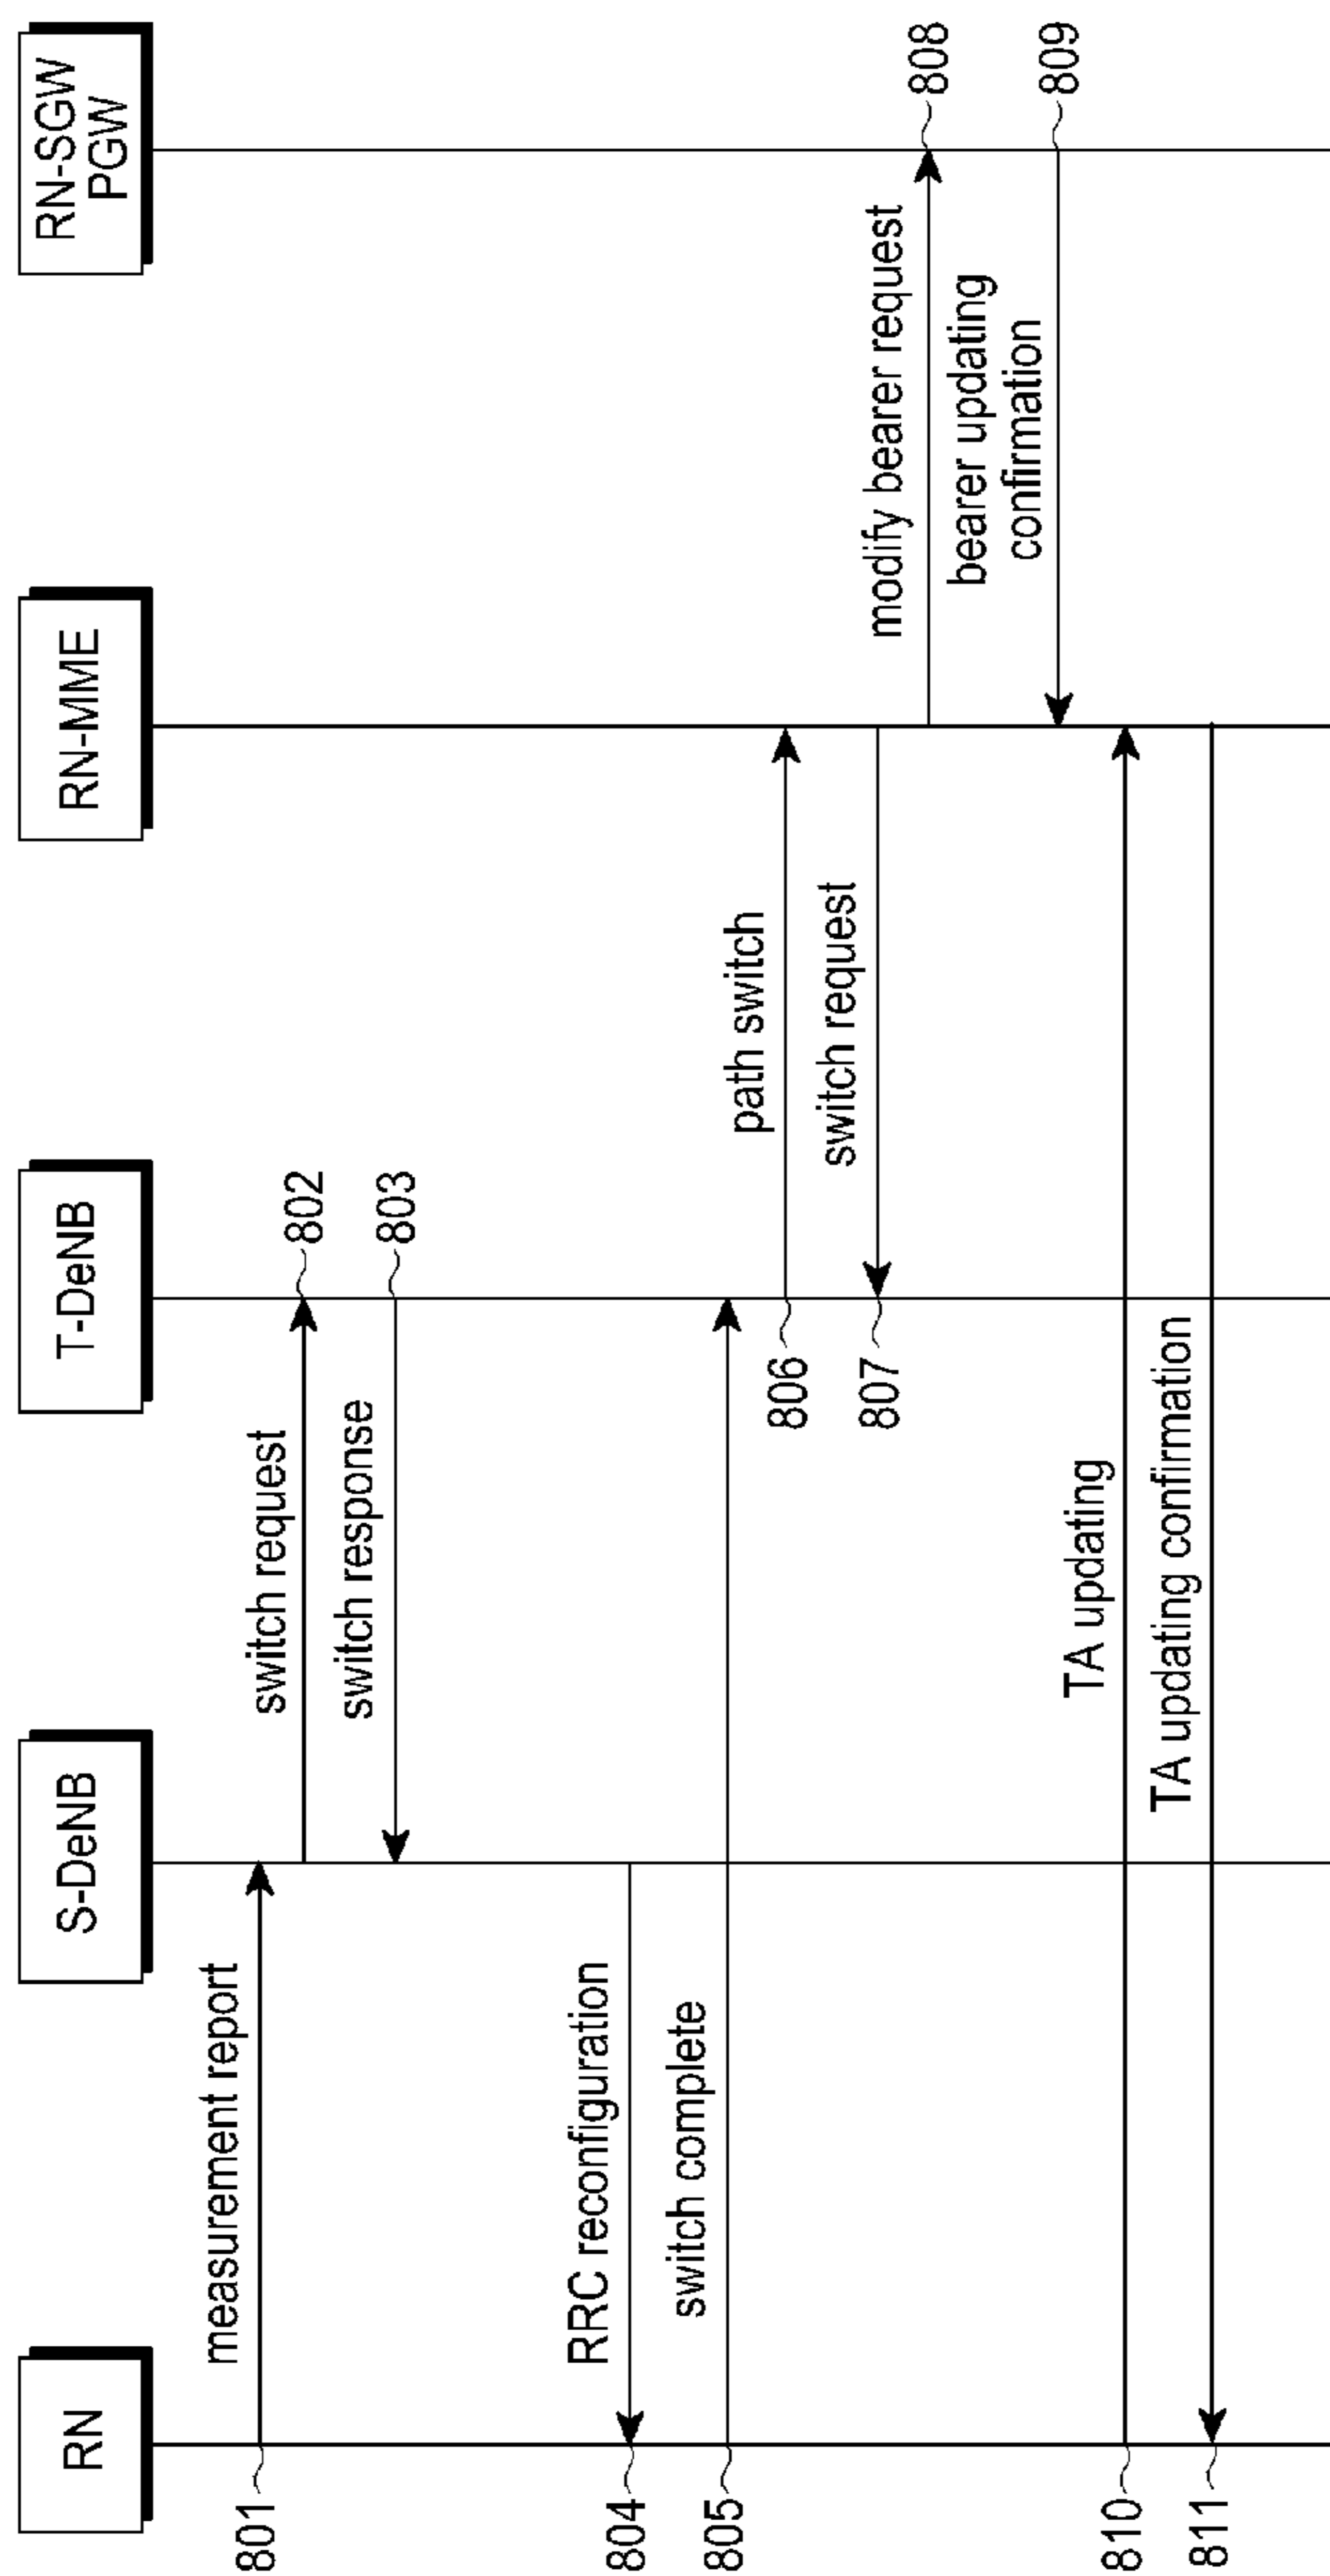 RN
S-DeNB
T-DeNB
RN-MME
RN-SGW
PGW
801
measurement report
switch request
802
switch response
803
804
RRC reconfiguration
805
switch complete
806
path switch
807
switch request
modify bearer request
808
bearer updating
confirmation
809
810
TA updating
811
TA updating confirmation